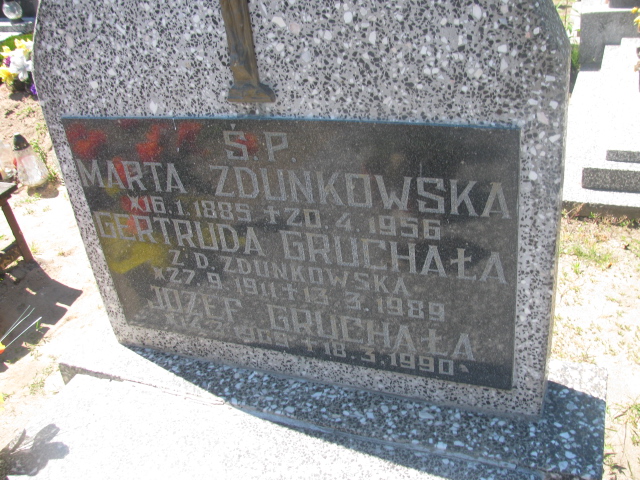 Ś.P.
MARTA ZDUNKOWSKA
*16.1.1885 +20.4.1956
GERTRUDA GRUCHAŁA
Z.D. ZDUNKOWSKA
*27.9.1911 +13.3.1989
JÓZEF GRUCHAŁA
+18.3.1990